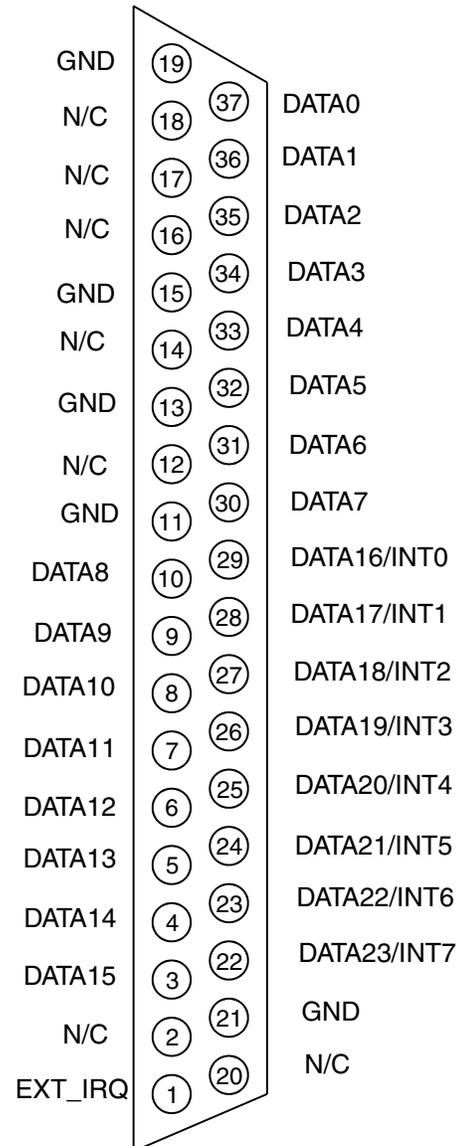 GND 19
37 DATA0
N/C 18
36 DATA1
N/C 17
35 DATA2
N/C 16
34 DATA3
GND 15
33 DATA4
N/C 14
32 DATA5
GND 13
31 DATA6
N/C 12
30 DATA7
GND 11
29 DATA16/INT0
DATA8 10
28 DATA17/INT1
DATA9 9
27 DATA18/INT2
DATA10 8
26 DATA19/INT3
DATA11 7
25 DATA20/INT4
DATA12 6
24 DATA21/INT5
DATA13 5
23 DATA22/INT6
DATA14 4
22 DATA23/INT7
DATA15 3
21 GND
N/C 2
20 N/C
EXT_IRQ 1